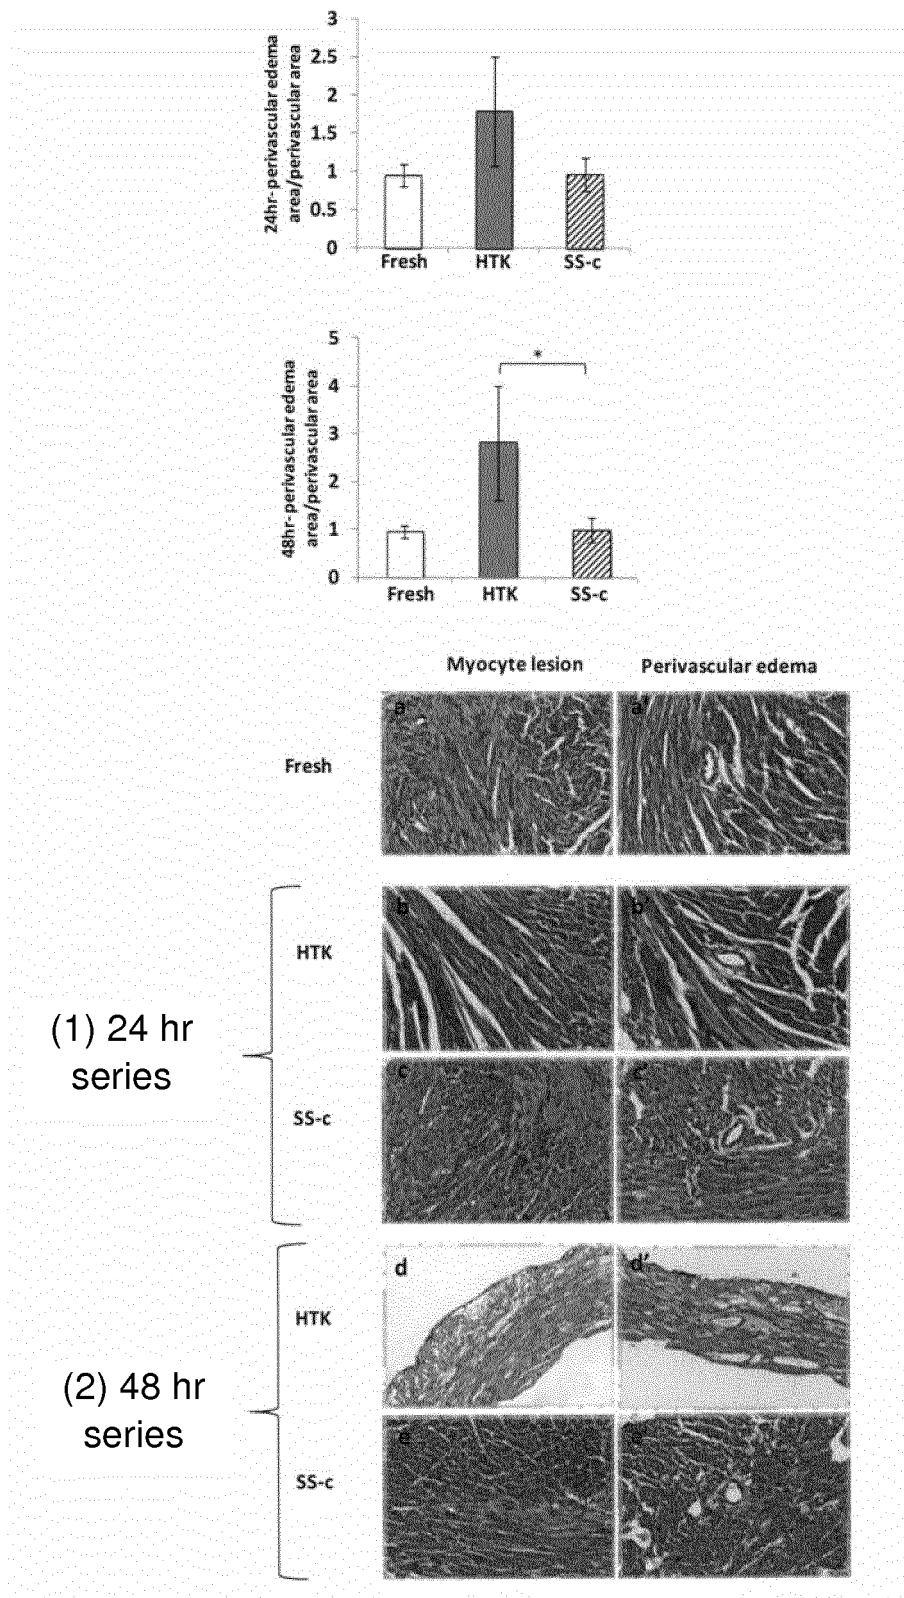 3
2.5
2
1.5
1
0.5
0
24hr- perivascular edema
area/perivascular area
Fresh HTK SS-c
5
4
3
2
1
0
48hr- perivascular edema
area/perivascular area
*
Fresh HTK SS-c
Myocyte lesion Perivascular edema
Fresh
a a'
HTK
b b'
(1) 24 hr
series
SS-c
c c'
HTK
d d'
(2) 48 hr
series
SS-c
e